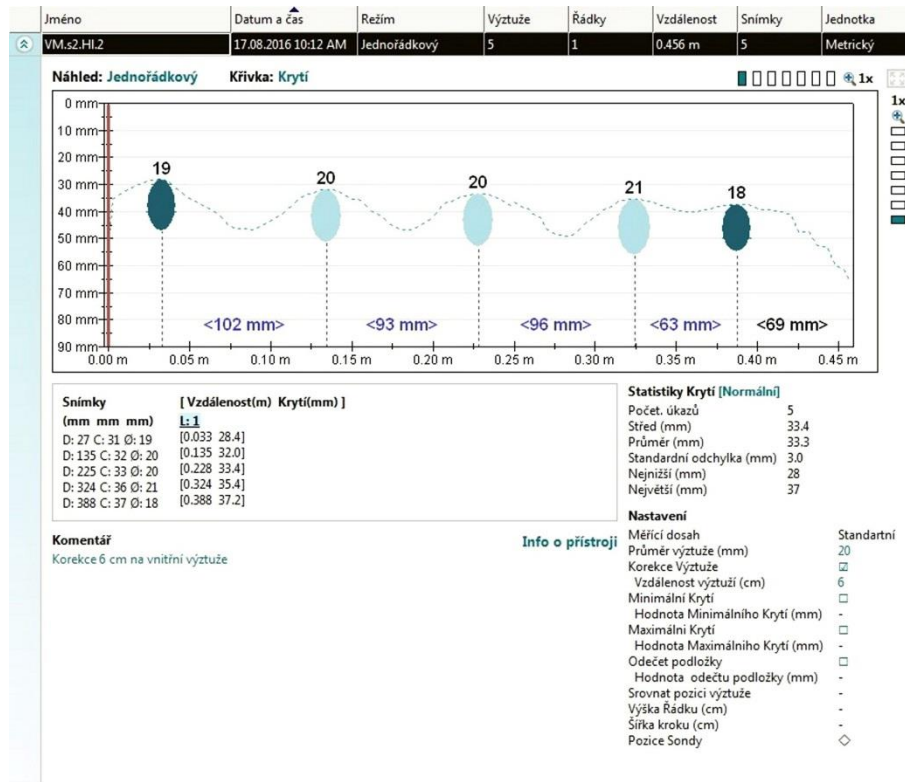 Jméno Datum a čas Režím Výztuže Řádky Vzdálenost Snímky Jednotka
VM.s2.HI.2 17.08.2016 10:12 AM Jednořádkový 5 1 0.456 m 5 Metrický
Náhled: Jednořádkový Křivka: Krytí 1x
1x
0 mm
10 mm
20 mm
30 mm
40 mm
50 mm
60 mm
70 mm
80 mm
90 mm
19 20 20 21 18
<102 mm> <93 mm> <96 mm> <63 mm> <69 mm>
0.00 m 0.05 m 0.10 m 0.15 m 0.20 m 0.25 m 0.30 m 0.35 m 0.40 m 0.45 m
Snímky [ Vzdálenost(m) Krytí(mm) ]
(mm mm mm) L: 1
D: 27 C: 31 Ø: 19 [0.033 28.4]
D: 135 C: 32 Ø: 20 [0.135 32.0]
D: 225 C: 33 Ø: 20 [0.228 33.4]
D: 324 C: 36 Ø: 21 [0.324 35.4]
D: 388 C: 37 Ø: 18 [0.388 37.2]
Komentář Info o přístroji
Korekce 6 cm na vnitřní výztuže
Statistiky Krytí [Normální]
Počet. úkazů 5
Střed (mm) 33.4
Průměr (mm) 33.3
Standardní odchylka (mm) 3.0
Nejnižší (mm) 28
Největší (mm) 37
Nastavení
Měřící dosah Standartní
Průměr výztuže (mm) 20
Korekce Výztuže ☑
Vzdálenost výztuží (cm) 6
Minimální Krytí ☐
Hodnota Minimálního Krytí (mm) -
Maximálni Krytí ☐
Hodnota Maximálniho Krytí (mm) -
Odečet podložky ☐
Hodnota odečtu podložky (mm) -
Srovnat pozici výztuže -
Výška Řádku (cm) -
Šířka kroku (cm) -
Pozice Sondy ◇